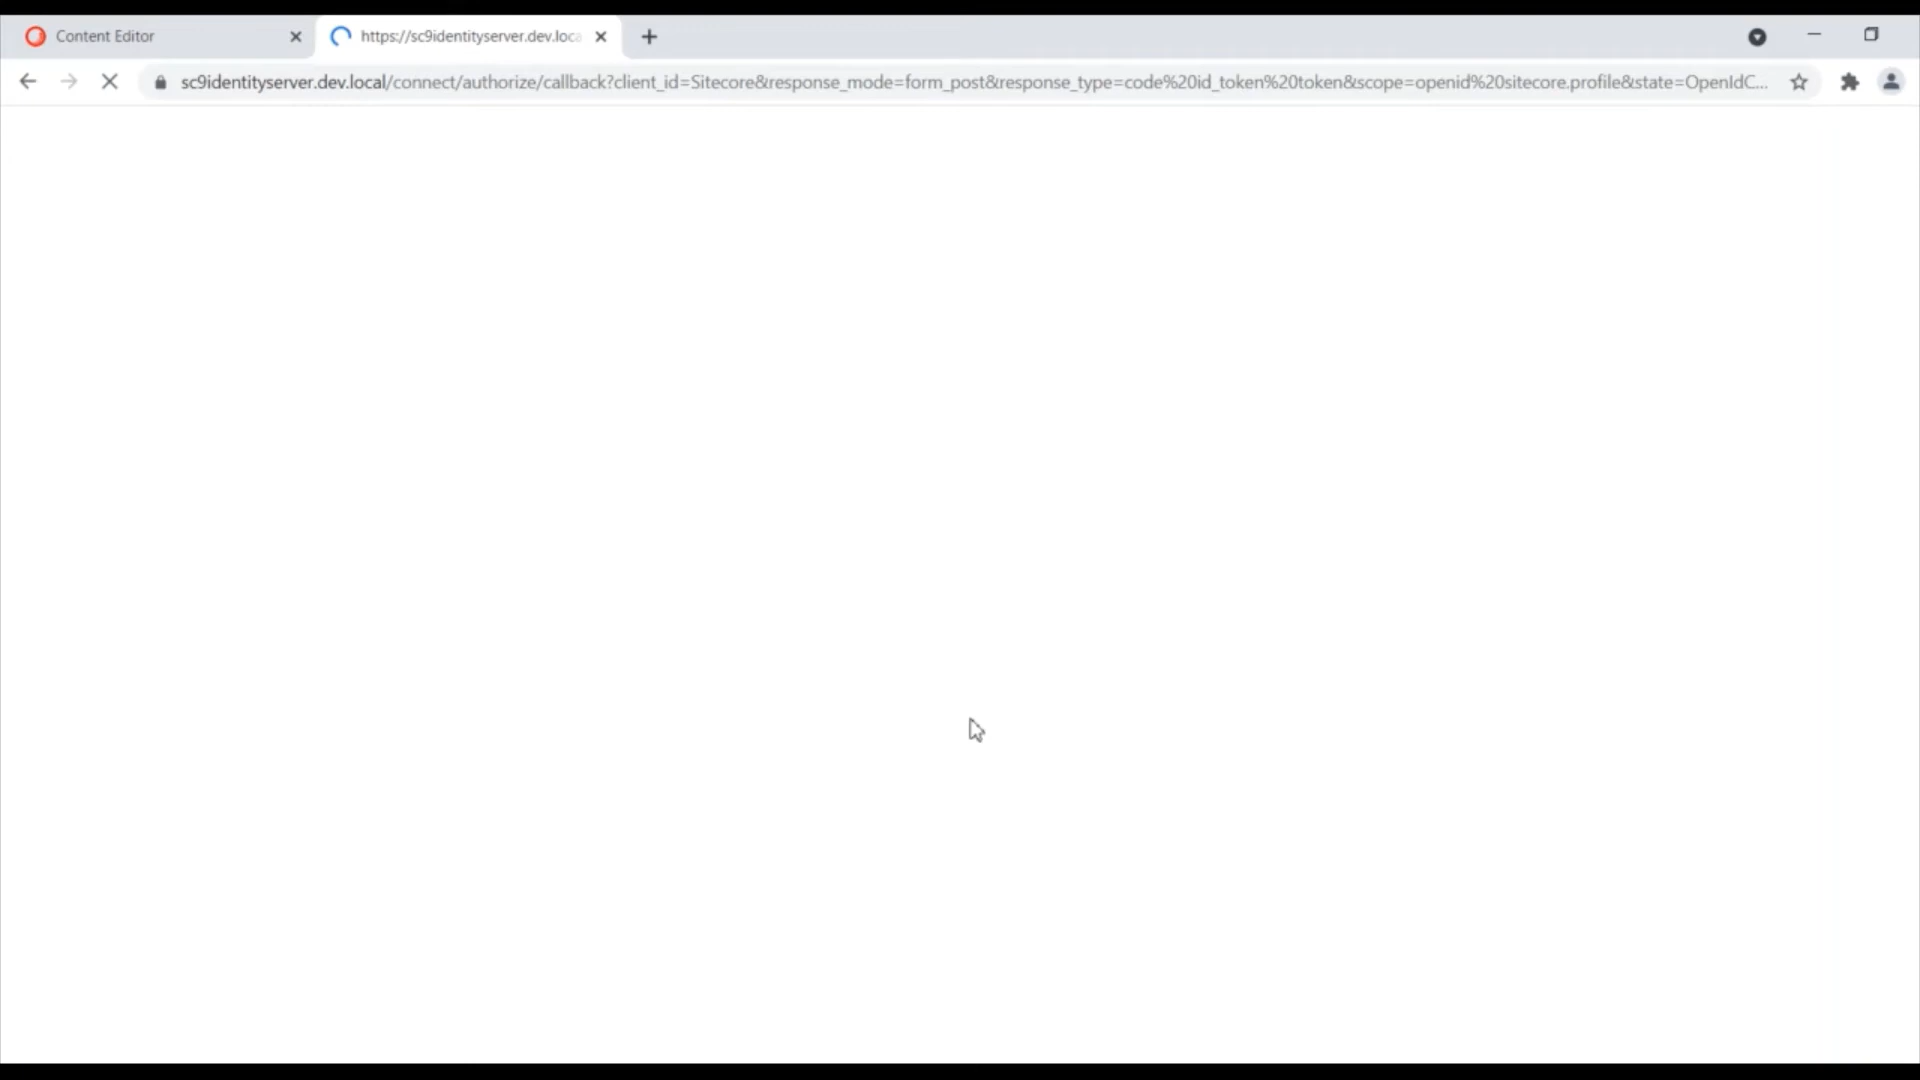 Content Editor
https://sc9identityserver.dev.loca
sc9identityserver.dev.local/connect/authorize/callback?client_id=Sitecore&response_mode=form_post&response_type=code%20id_token%20token&scope=openid%20sitecore.profile&state=OpenIdC...